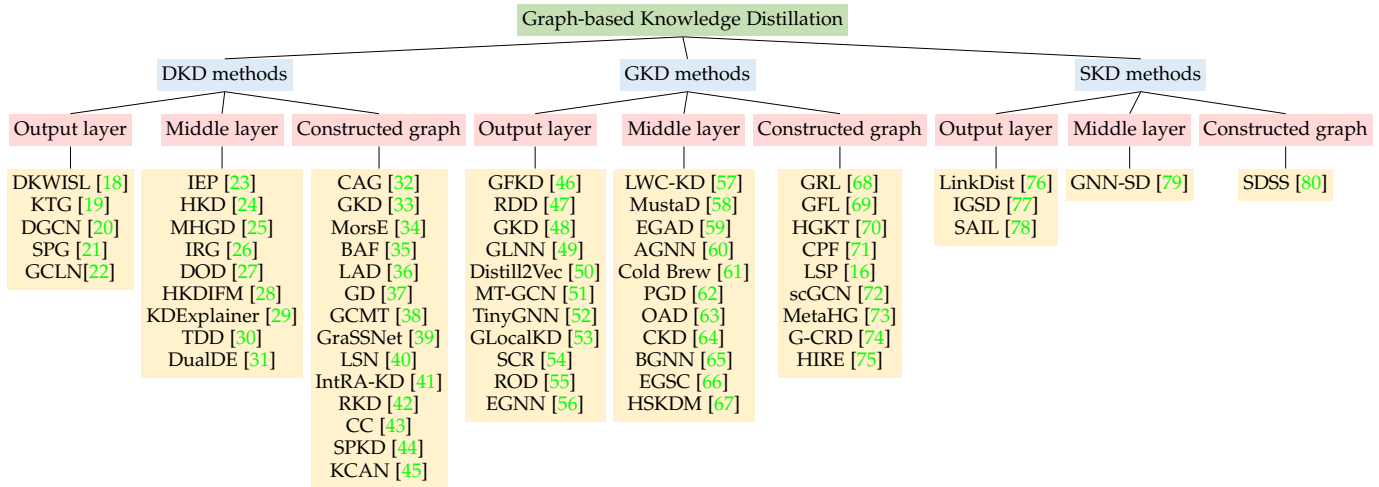 Graph-based Knowledge Distillation
DKD methods
GKD methods
SKD methods
Output layer
Middle layer
Constructed graph
Output layer
Middle layer
Constructed graph
Output layer
Middle layer
Constructed graph
DKWISL [18]
KTG [19]
DGCN [20]
SPG [21]
GCLN[22]
IEP [23]
HKD [24]
MHGD [25]
IRG [26]
DOD [27]
HKDIFM [28]
KDExplainer [29]
TDD [30]
DualDE [31]
CAG [32]
GKD [33]
MorsE [34]
BAF [35]
LAD [36]
GD [37]
GCMT [38]
GraSSNet [39]
LSN [40]
IntRA-KD [41]
RKD [42]
CC [43]
SPKD [44]
KCAN [45]
GFKD [46]
RDD [47]
GKD [48]
GLNN [49]
Distill2Vec [50]
MT-GCN [51]
TinyGNN [52]
GLocalKD [53]
SCR [54]
ROD [55]
EGNN [56]
LWC-KD [57]
MustaD [58]
EGAD [59]
AGNN [60]
Cold Brew [61]
PGD [62]
OAD [63]
CKD [64]
BGNN [65]
EGSC [66]
HSKDM [67]
GRL [68]
GFL [69]
HGKT [70]
CPF [71]
LSP [16]
scGCN [72]
MetaHG [73]
G-CRD [74]
HIRE [75]
LinkDist [76]
IGSD [77]
SAIL [78]
GNN-SD [79]
SDSS [80]